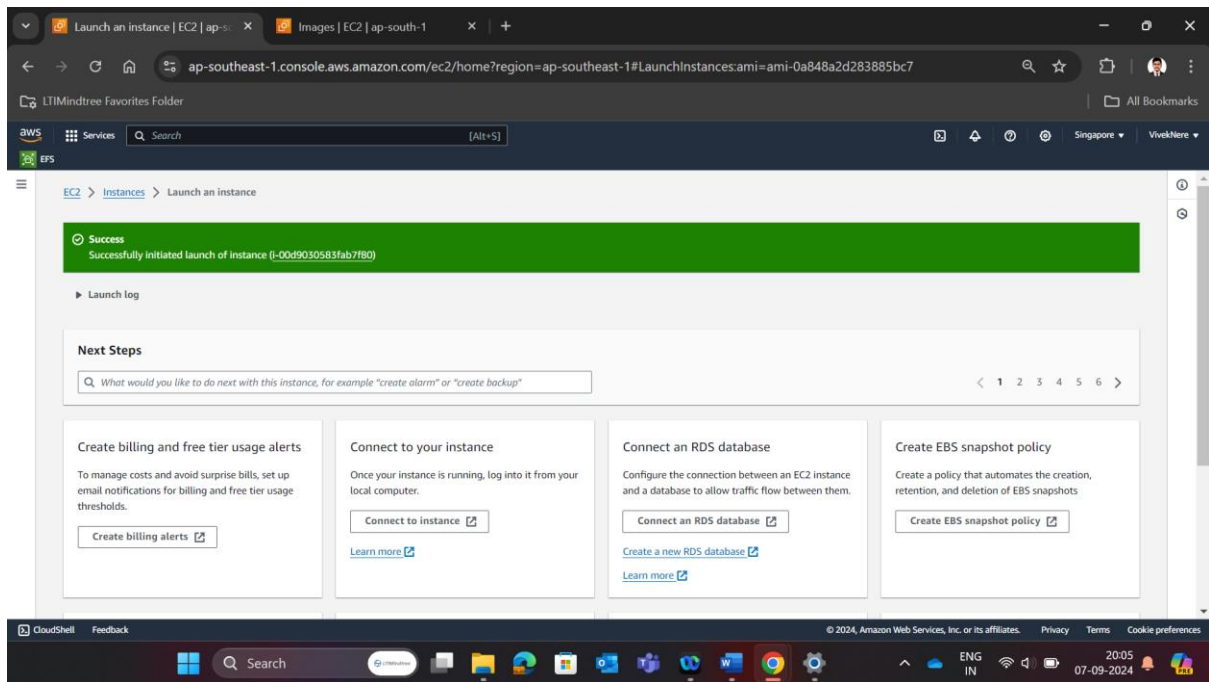 Launch an instance | EC2 | ap-so
Images | EC2 | ap-south-1
ap-southeast-1.console.aws.amazon.com/ec2/home?region=ap-southeast-1#LaunchInstances:ami=ami-0a848a2d283885bc7
LTIMindtree Favorites Folder
All Bookmarks
aws
Services
Search
[Alt+S]
Singapore
VivekNere
EFS
EC2 > Instances > Launch an instance
Success
Successfully initiated launch of instance (i-00d9030583fab7f80)
Launch log
Next Steps
What would you like to do next with this instance, for example "create alarm" or "create backup"
1 2 3 4 5 6
Create billing and free tier usage alerts
To manage costs and avoid surprise bills, set up
email notifications for billing and free tier usage
thresholds.
Create billing alerts
Connect to your instance
Once your instance is running, log into it from your
local computer.
Connect to instance
Learn more
Connect an RDS database
Configure the connection between an EC2 instance
and a database to allow traffic flow between them.
Connect an RDS database
Create a new RDS database
Learn more
Create EBS snapshot policy
Create a policy that automates the creation,
retention, and deletion of EBS snapshots
Create EBS snapshot policy
CloudShell
Feedback
© 2024, Amazon Web Services, Inc. or its affiliates.
Privacy
Terms
Cookie preferences
Search
LTIMindtree
ENG
IN
20:05
07-09-2024
PRE